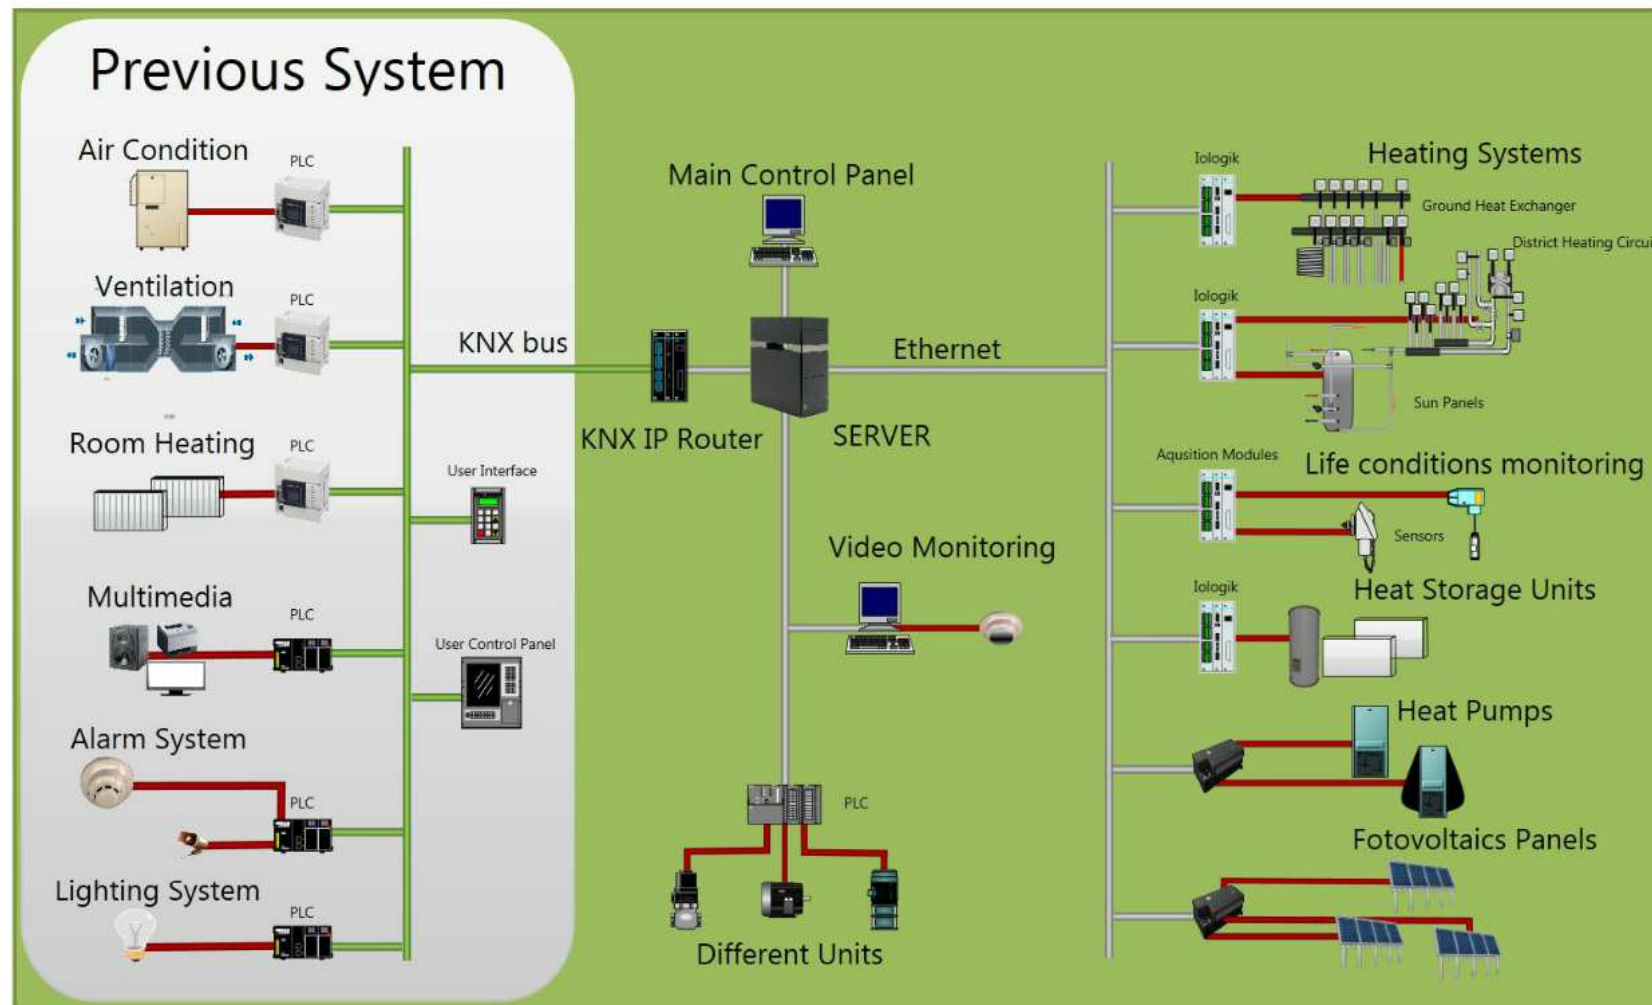 Previous System
Air Condition
PLC
Ventilation
PLC
KNX bus
Room Heating
PLC
User Interface
Multimedia
PLC
User Control Panel
Alarm System
PLC
Lighting System
PLC
Main Control Panel
KNX IP Router
SERVER
Ethernet
Video Monitoring
PLC
Different Units
Iologik
Heating Systems
Ground Heat Exchanger
District Heating Circui
Iologik
Sun Panels
Aqusition Modules
Life conditions monitoring
Sensors
Iologik
Heat Storage Units
Heat Pumps
Fotovoltaics Panels